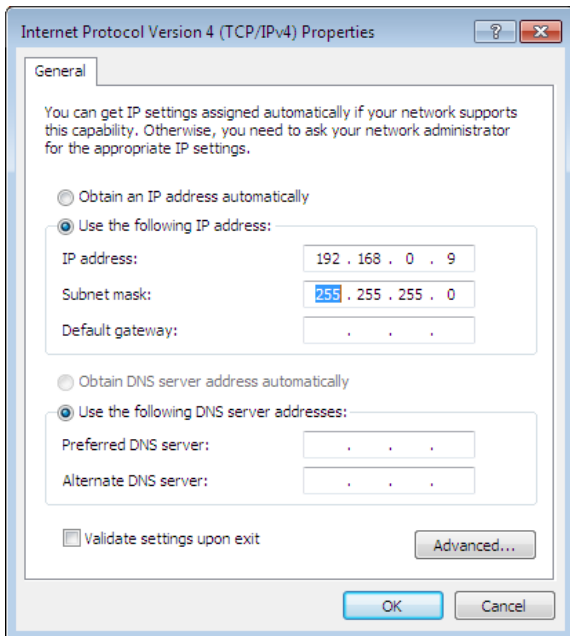 Internet Protocol Version 4 (TCP/IPv4) Properties
General
You can get IP settings assigned automatically if your network supports
this capability. Otherwise, you need to ask your network administrator
for the appropriate IP settings.
Obtain an IP address automatically
Use the following IP address:
IP address: 192 . 168 . 0 . 9
Subnet mask: 255 . 255 . 255 . 0
Default gateway: . . .
Obtain DNS server address automatically
Use the following DNS server addresses:
Preferred DNS server: . . .
Alternate DNS server: . . .
Validate settings upon exit
Advanced...
OK Cancel